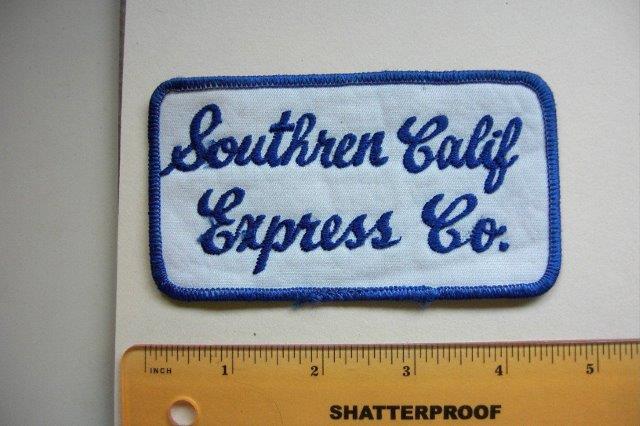 Southren Calif
Express Co.
INCH 1 2 3 4 5
SHATTERPROOF